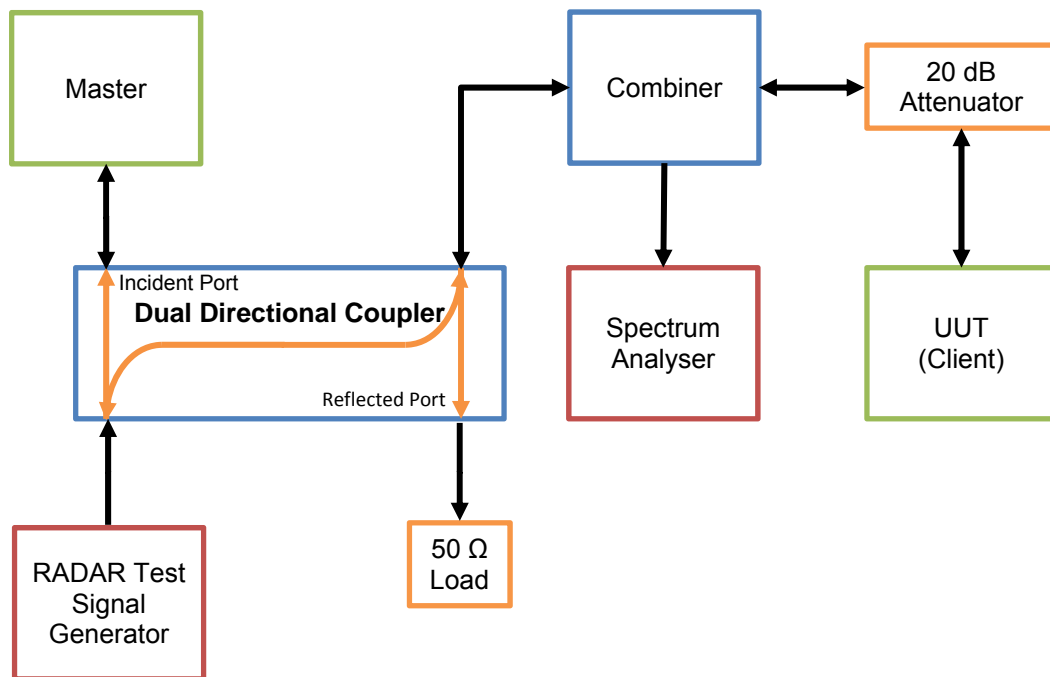 Master
Combiner
20 dB
Attenuator
Incident Port
Dual Directional Coupler
Reflected Port
Spectrum
Analyser
UUT
(Client)
RADAR Test
Signal
Generator
50 Ω
Load